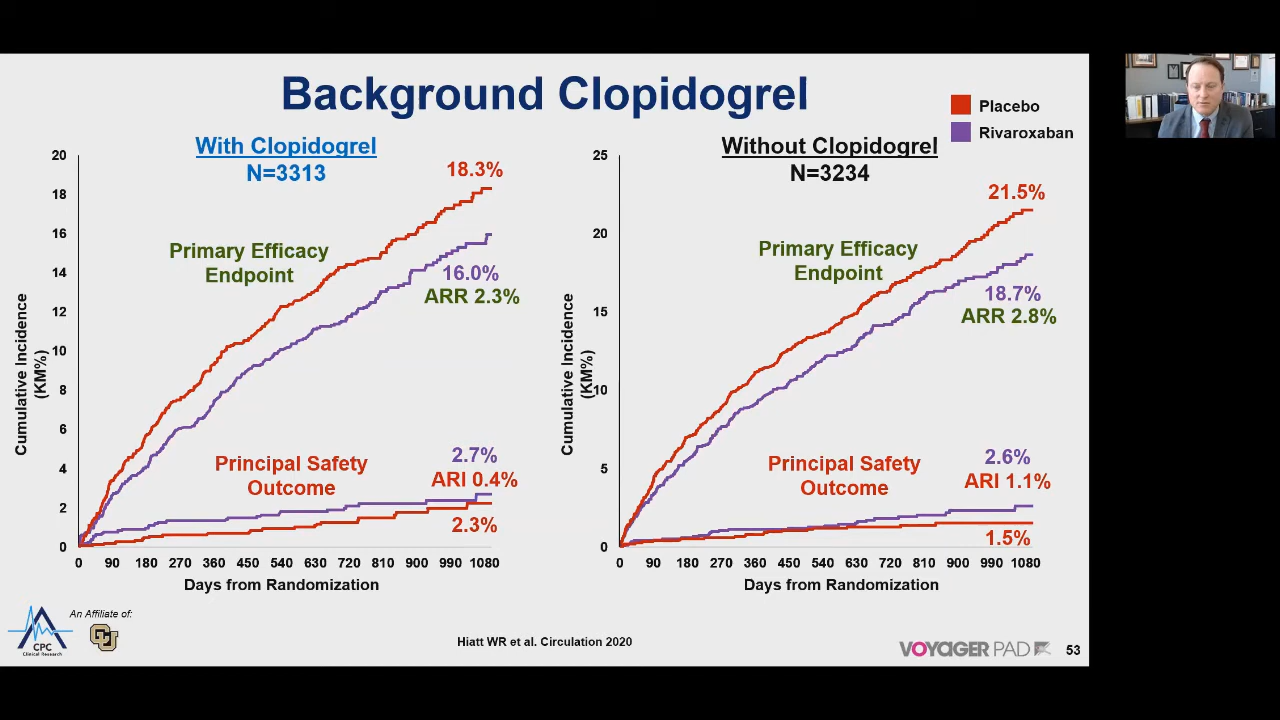 Background Clopidogrel
Placebo
Rivaroxaban
With Clopidogrel
N=3313
20
18
16
14
12
10
8
6
4
2
0
Cumulative Incidence
(KM%)
18.3%
Primary Efficacy
Endpoint
16.0%
ARR 2.3%
Principal Safety
Outcome
2.7%
ARI 0.4%
2.3%
0 90 180 270 360 450 540 630 720 810 900 990 1080
Days from Randomization
Without Clopidogrel
N=3234
25
20
15
10
5
0
Cumulative Incidence
(KM%)
21.5%
Primary Efficacy
Endpoint
18.7%
ARR 2.8%
Principal Safety
Outcome
2.6%
ARI 1.1%
1.5%
0 90 180 270 360 450 540 630 720 810 900 990 1080
Days from Randomization
An Affiliate of:
CPC
Clinical Research
CU
Hiatt WR et al. Circulation 2020
VOYAGER PAD
53